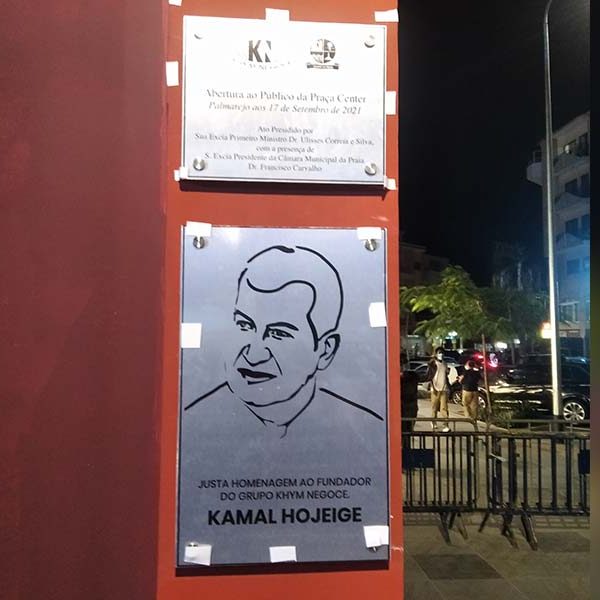 KN
Abertura ao Público da Praça Center
Palmarejo aos 17 de Setembro de 2021
Ato Presidido por
Sua Excia Primeiro Ministro Dr. Ulisses Correia e Silva,
com a presença de
S. Excia Presidente da Câmara Municipal da Praia
Dr. Francisco Carvalho
JUSTA HOMENAGEM AO FUNDADOR
DO GRUPO KHYM NEGOCE.
KAMAL HOJEIGE